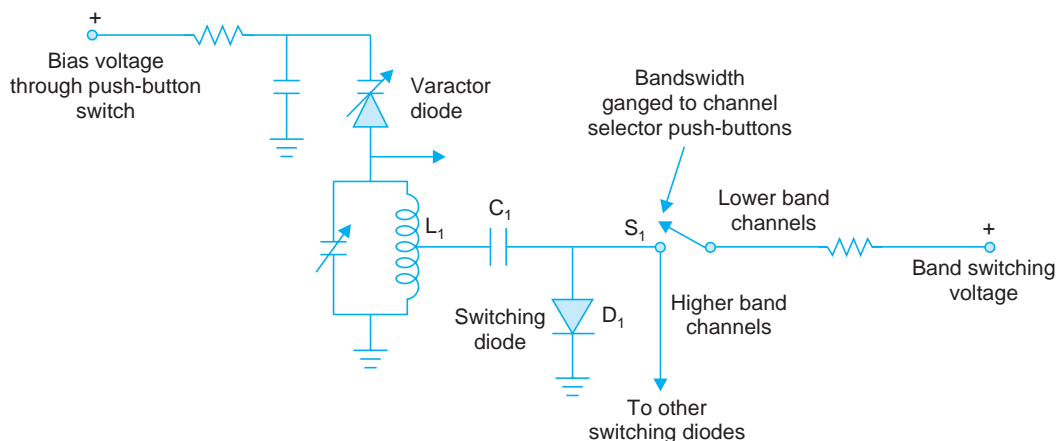 +
Bias voltage
through push-button
switch
Varactor
diode
Bandswidth
ganged to channel
selector push-buttons
L1
C1
S1
Lower band
channels
+
Band switching
voltage
Switching
diode
D1
Higher band
channels
To other
switching diodes